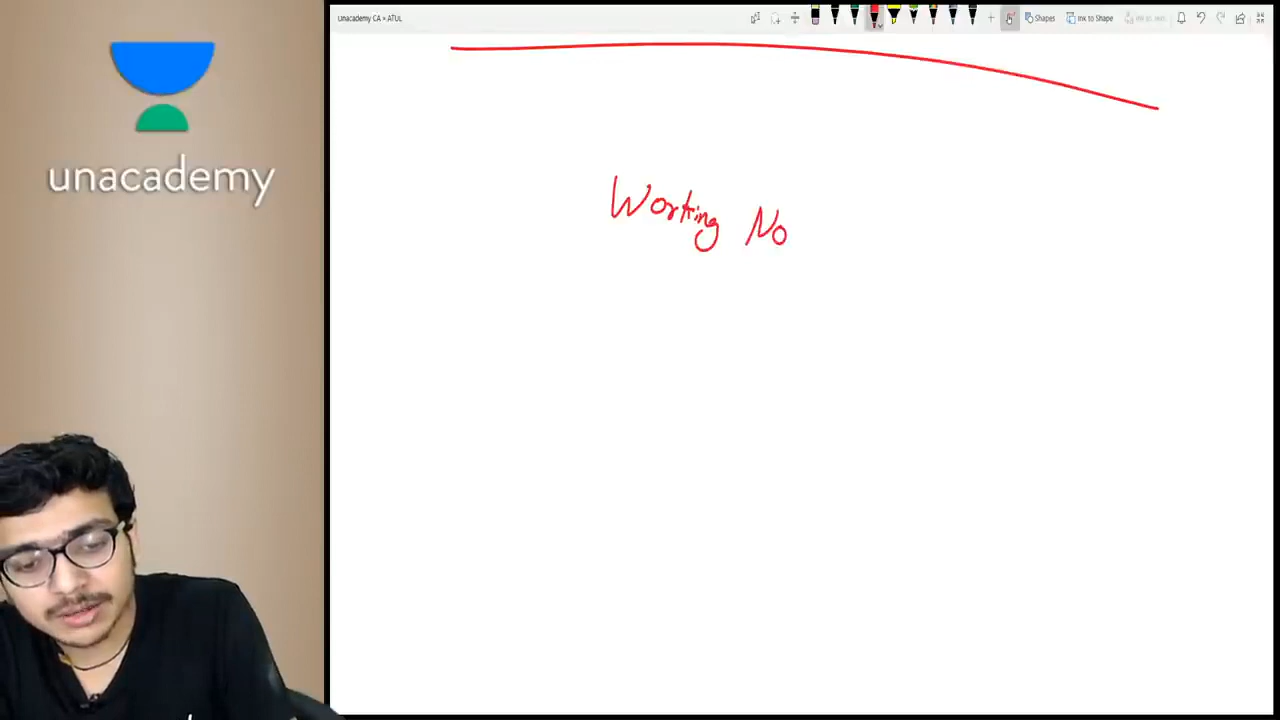 unacademy
Unacademy CA × ATUL
Shapes
Ink to Shape
Working No